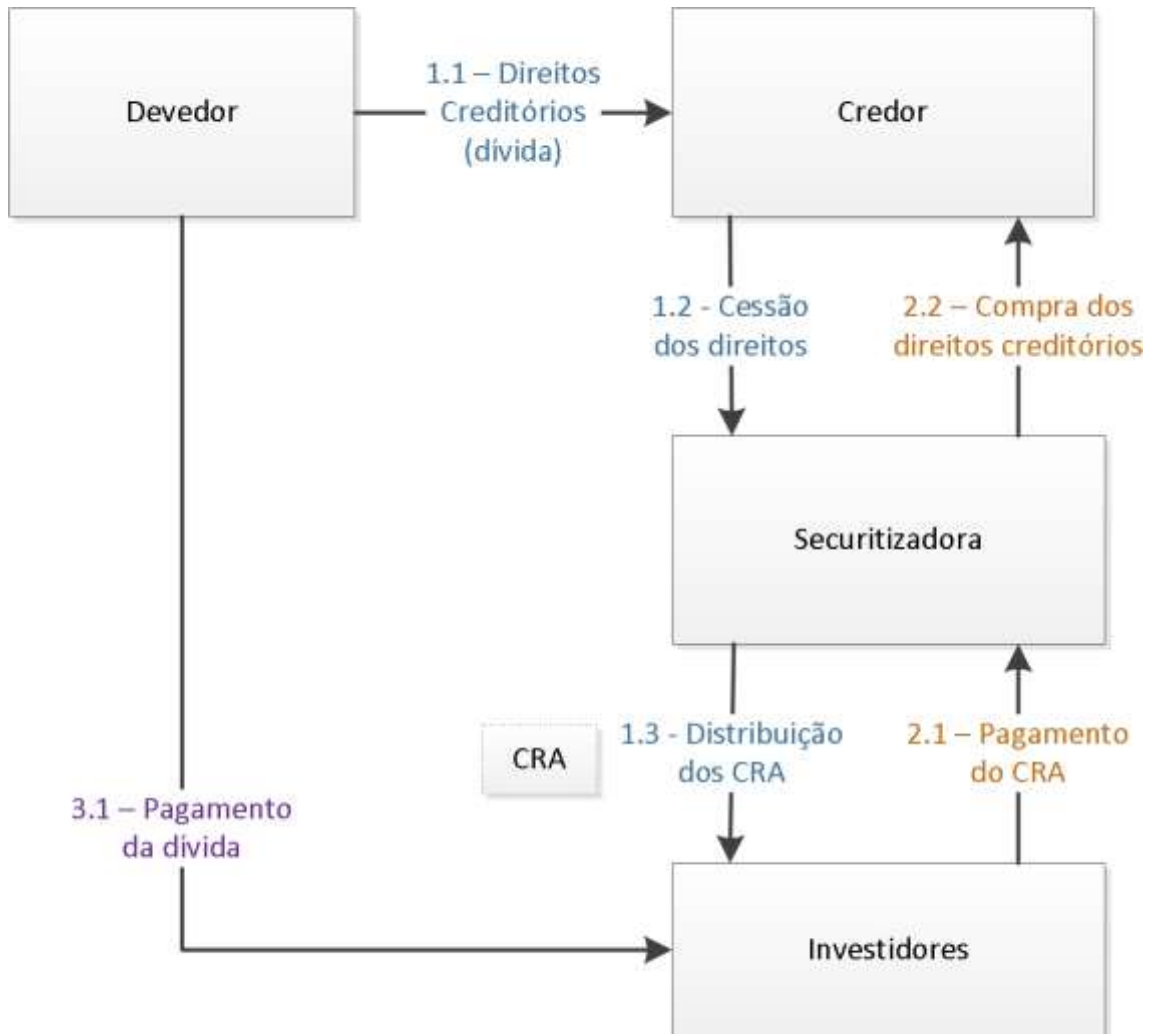 Devedor
1.1 – Direitos
Creditórios
(dívida)
Credor
1.2 - Cessão
dos direitos
2.2 – Compra dos
direitos creditórios
Securitizadora
CRA
1.3 - Distribuição
dos CRA
2.1 – Pagamento
do CRA
3.1 – Pagamento
da dívida
Investidores